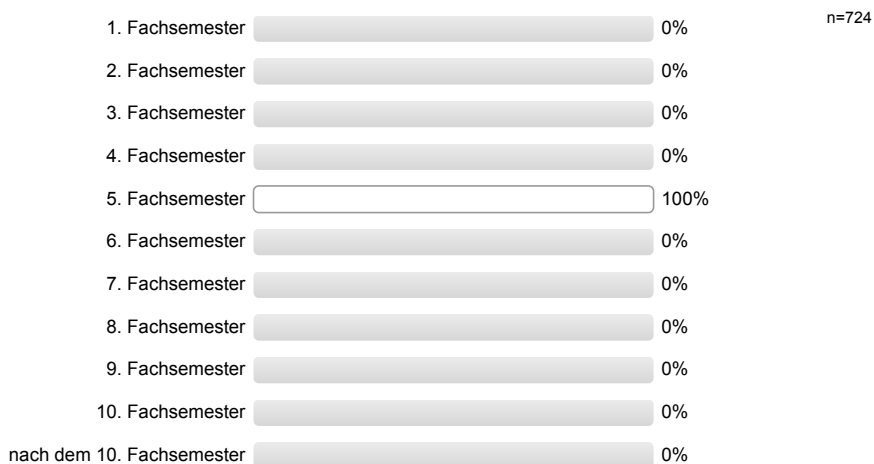 n=724
1. Fachsemester 0%
2. Fachsemester 0%
3. Fachsemester 0%
4. Fachsemester 0%
5. Fachsemester 100%
6. Fachsemester 0%
7. Fachsemester 0%
8. Fachsemester 0%
9. Fachsemester 0%
10. Fachsemester 0%
nach dem 10. Fachsemester 0%